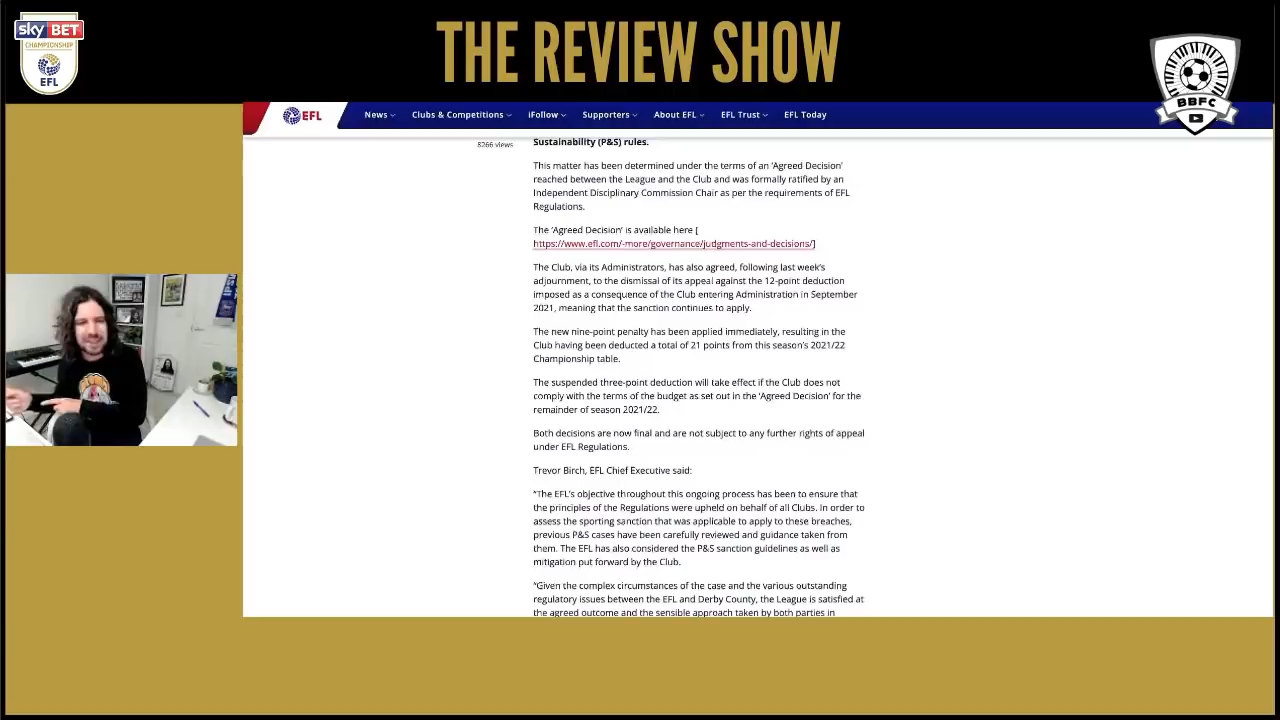 sky BET
CHAMPIONSHIP
EFL
THE REVIEW SHOW
BBFC
EFL
News
Clubs & Competitions
iFollow
Supporters
About EFL
EFL Trust
EFL Today
8266 views
Sustainability (P&S) rules.
This matter has been determined under the terms of an 'Agreed Decision'
reached between the League and the Club and was formally ratified by an
Independent Disciplinary Commission Chair as per the requirements of EFL
Regulations.
The 'Agreed Decision' is available here [
https://www.efl.com/-more/governance/judgments-and-decisions/]
The Club, via its Administrators, has also agreed, following last week's
adjournment, to the dismissal of its appeal against the 12-point deduction
imposed as a consequence of the Club entering Administration in September
2021, meaning that the sanction continues to apply.
The new nine-point penalty has been applied immediately, resulting in the
Club having been deducted a total of 21 points from this season's 2021/22
Championship table.
The suspended three-point deduction will take effect if the Club does not
comply with the terms of the budget as set out in the 'Agreed Decision' for the
remainder of season 2021/22.
Both decisions are now final and are not subject to any further rights of appeal
under EFL Regulations.
Trevor Birch, EFL Chief Executive said:
"The EFL's objective throughout this ongoing process has been to ensure that
the principles of the Regulations were upheld on behalf of all Clubs. In order to
assess the sporting sanction that was applicable to apply to these breaches,
previous P&S cases have been carefully reviewed and guidance taken from
them. The EFL has also considered the P&S sanction guidelines as well as
mitigation put forward by the Club.
"Given the complex circumstances of the case and the various outstanding
regulatory issues between the EFL and Derby County, the League is satisfied at
the agreed outcome and the sensible approach taken by both parties in